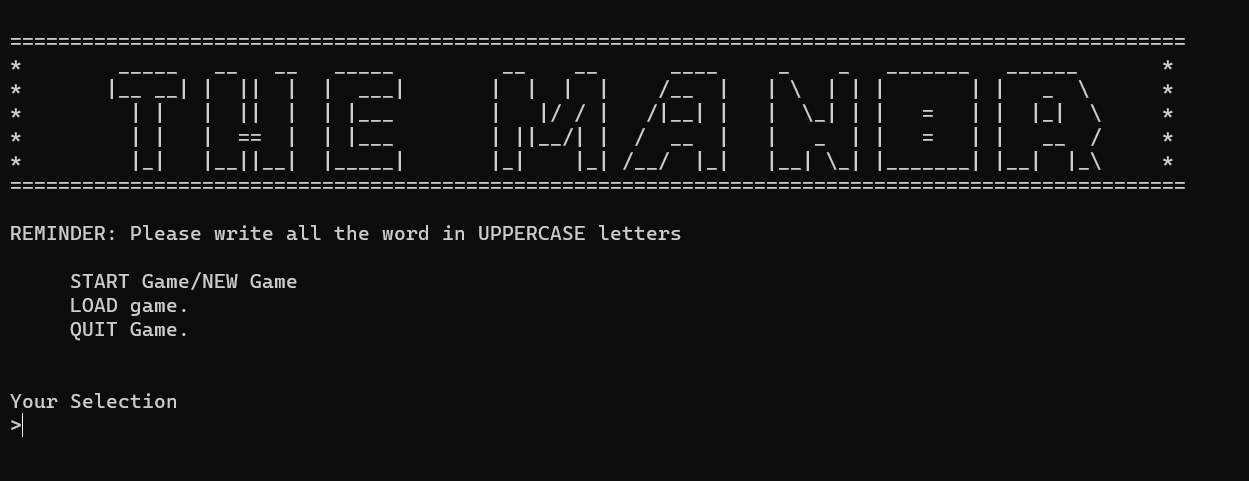 THE MANOR
REMINDER: Please write all the word in UPPERCASE letters
START Game/NEW Game
LOAD game.
QUIT Game.
Your Selection
>